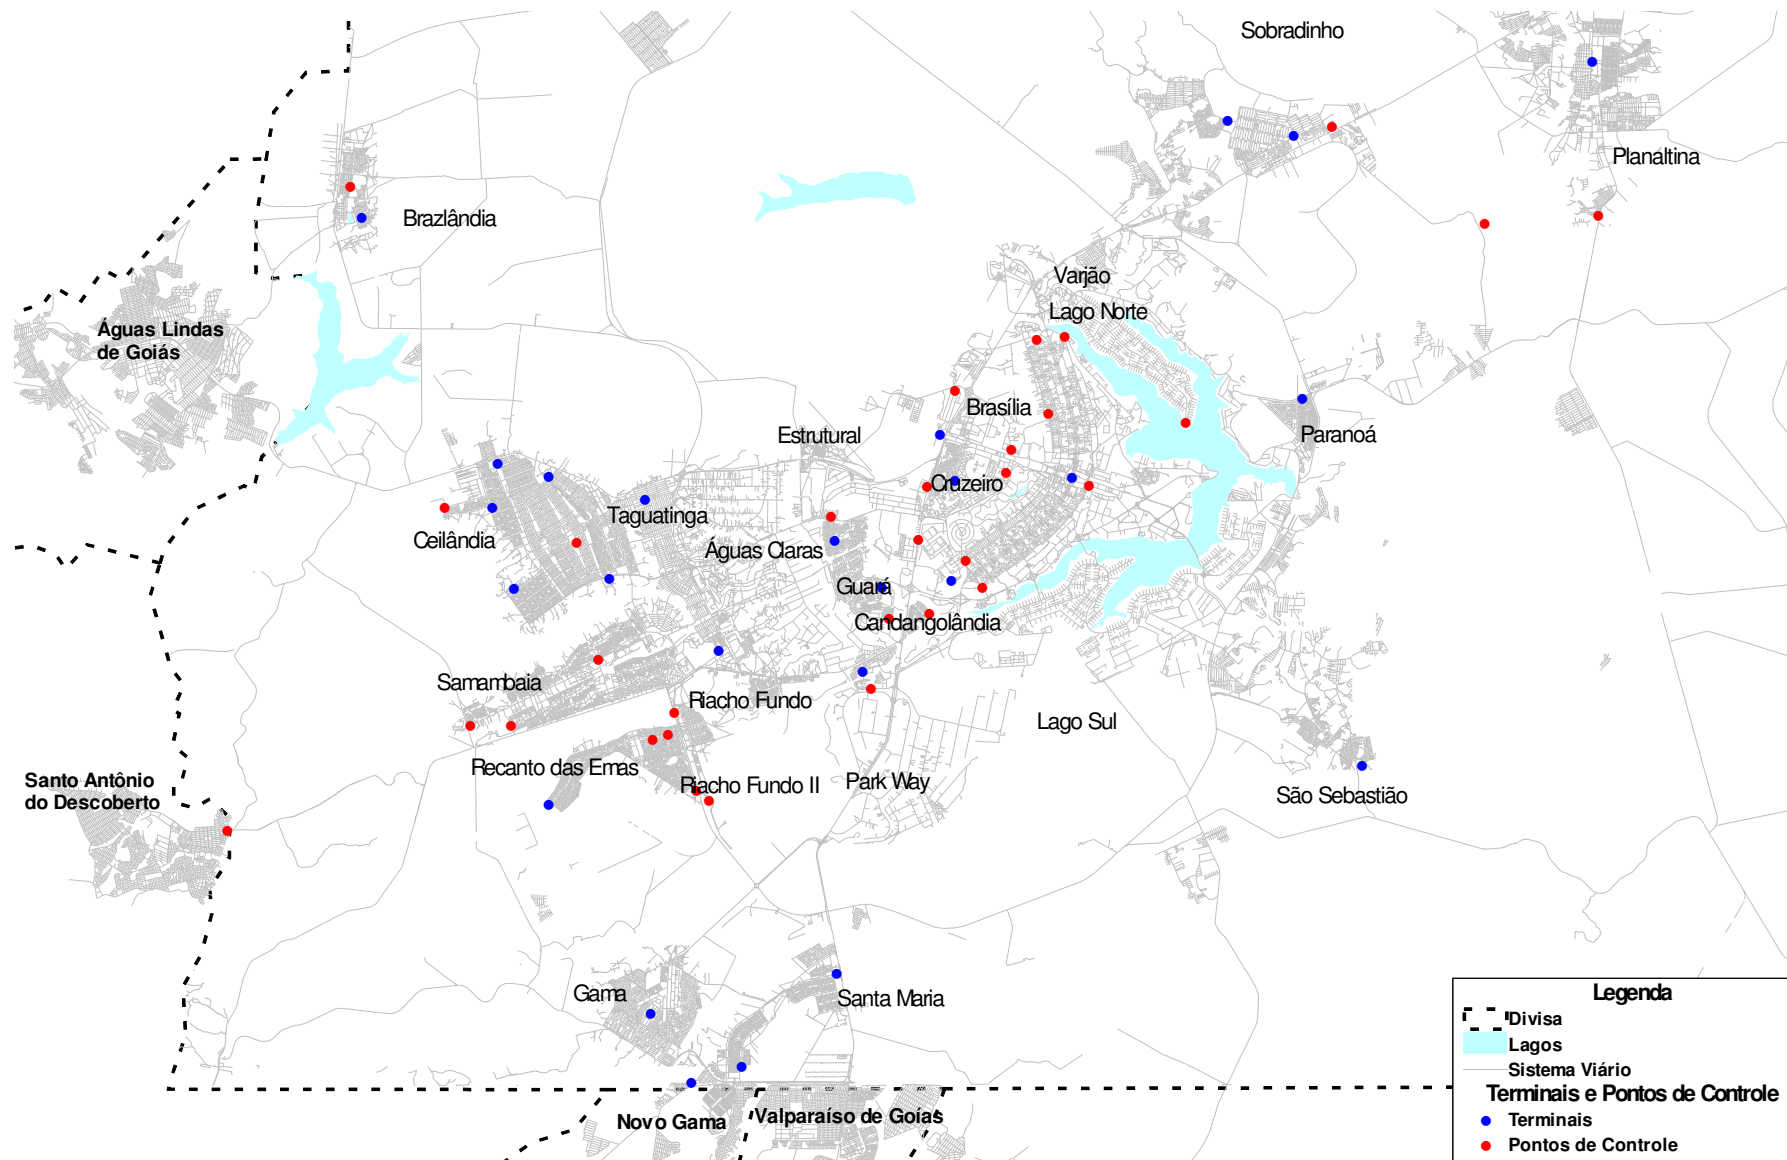 Sobradinho
Planaltina
Brazlândia
Varjão
Lago Norte
Águas Lindas
de Goiás
Brasília
Estrutural
Paranoá
Cruzeiro
Taguatinga
Ceilândia
Águas Claras
Guará
Candangolândia
Samambaia
Riacho Fundo
Lago Sul
Recanto das Emas
Riacho Fundo II
Park Way
Santo Antônio
do Descoberto
São Sebastião
Gama
Santa Maria
Novo Gama
Valparaíso de Goías
Legenda
Divisa
Lagos
Sistema Viário
Terminais e Pontos de Controle
Terminais
Pontos de Controle